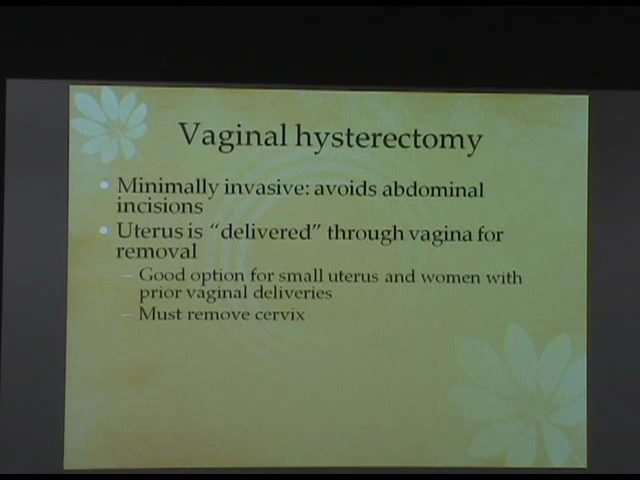 Vaginal hysterectomy
Minimally invasive: avoids abdominal
incisions
Uterus is “delivered” through vagina for
removal
– Good option for small uterus and women with
prior vaginal deliveries
– Must remove cervix